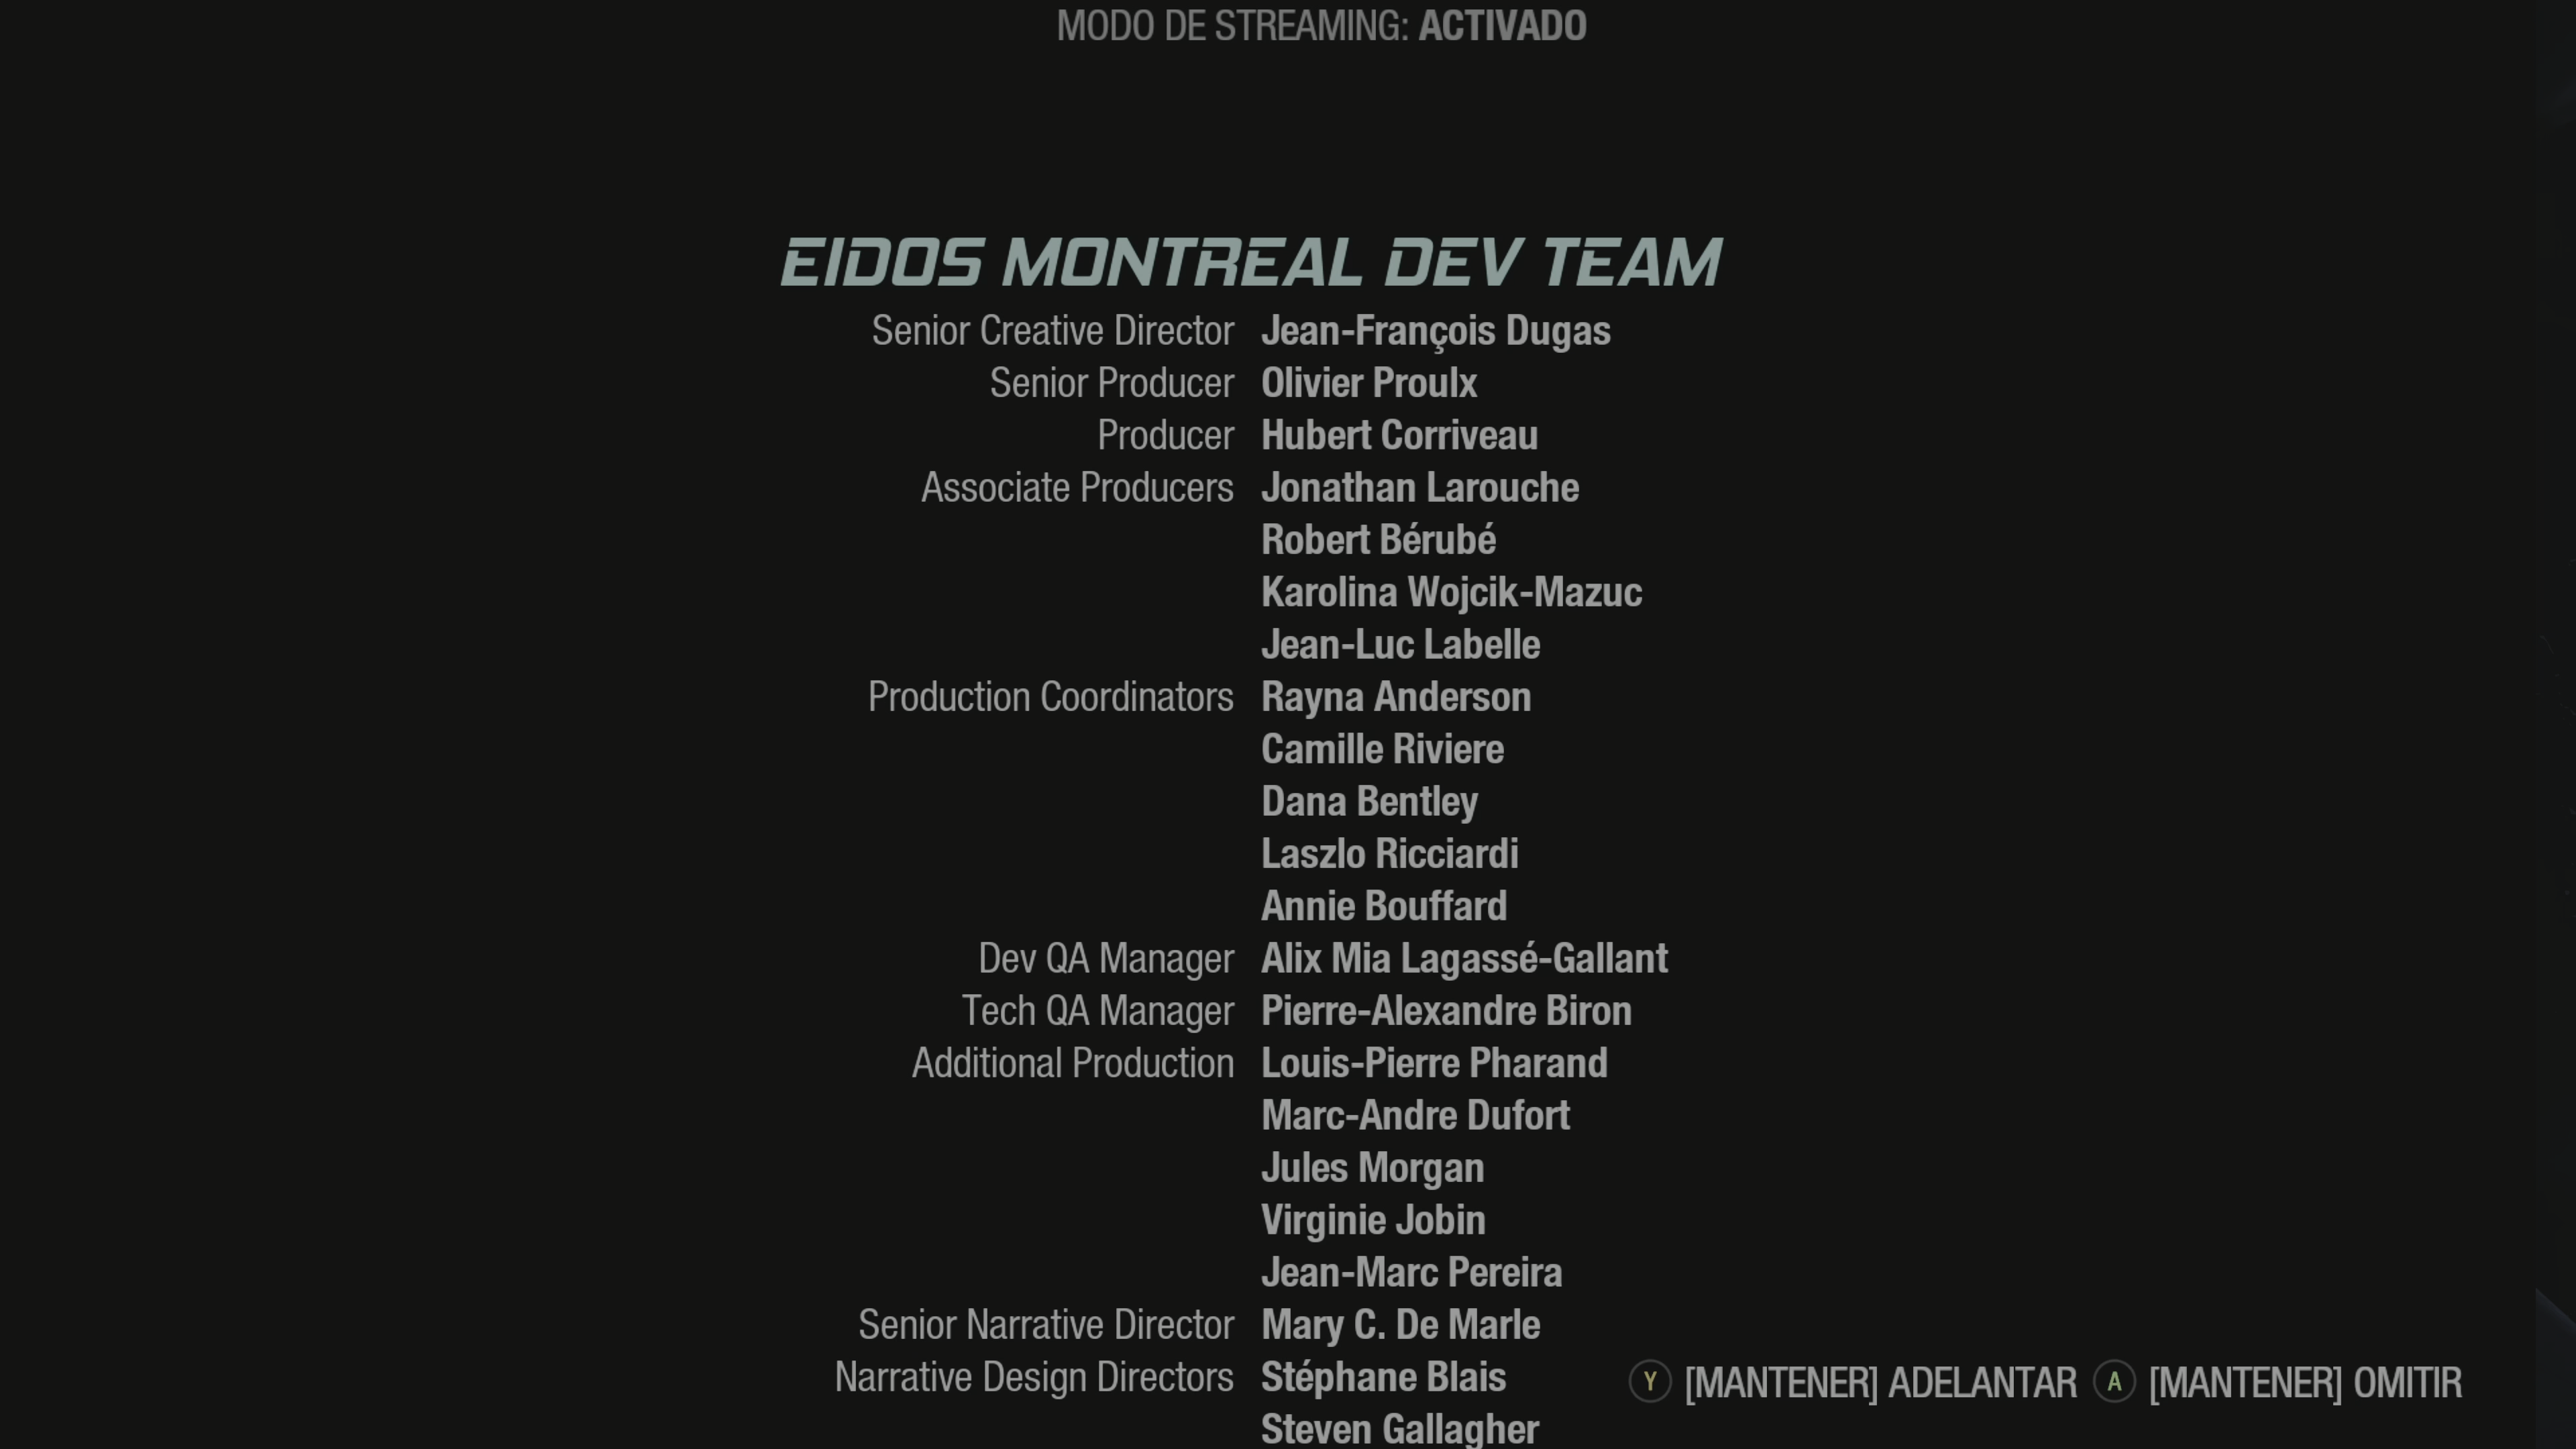 MODO DE STREAMING: ACTIVADO
EIDOS MONTREAL DEV TEAM
Senior Creative Director Jean-François Dugas
Senior Producer Olivier Proulx
Producer Hubert Corriveau
Associate Producers Jonathan Larouche
Robert Bérubé
Karolina Wojcik-Mazuc
Jean-Luc Labelle
Production Coordinators Rayna Anderson
Camille Riviere
Dana Bentley
Laszlo Ricciardi
Annie Bouffard
Dev QA Manager Alix Mia Lagassé-Gallant
Tech QA Manager Pierre-Alexandre Biron
Additional Production Louis-Pierre Pharand
Marc-Andre Dufort
Jules Morgan
Virginie Jobin
Jean-Marc Pereira
Senior Narrative Director Mary C. De Marle
Narrative Design Directors Stéphane Blais
Y [MANTENER] ADELANTAR A [MANTENER] OMITIR
Steven Gallagher